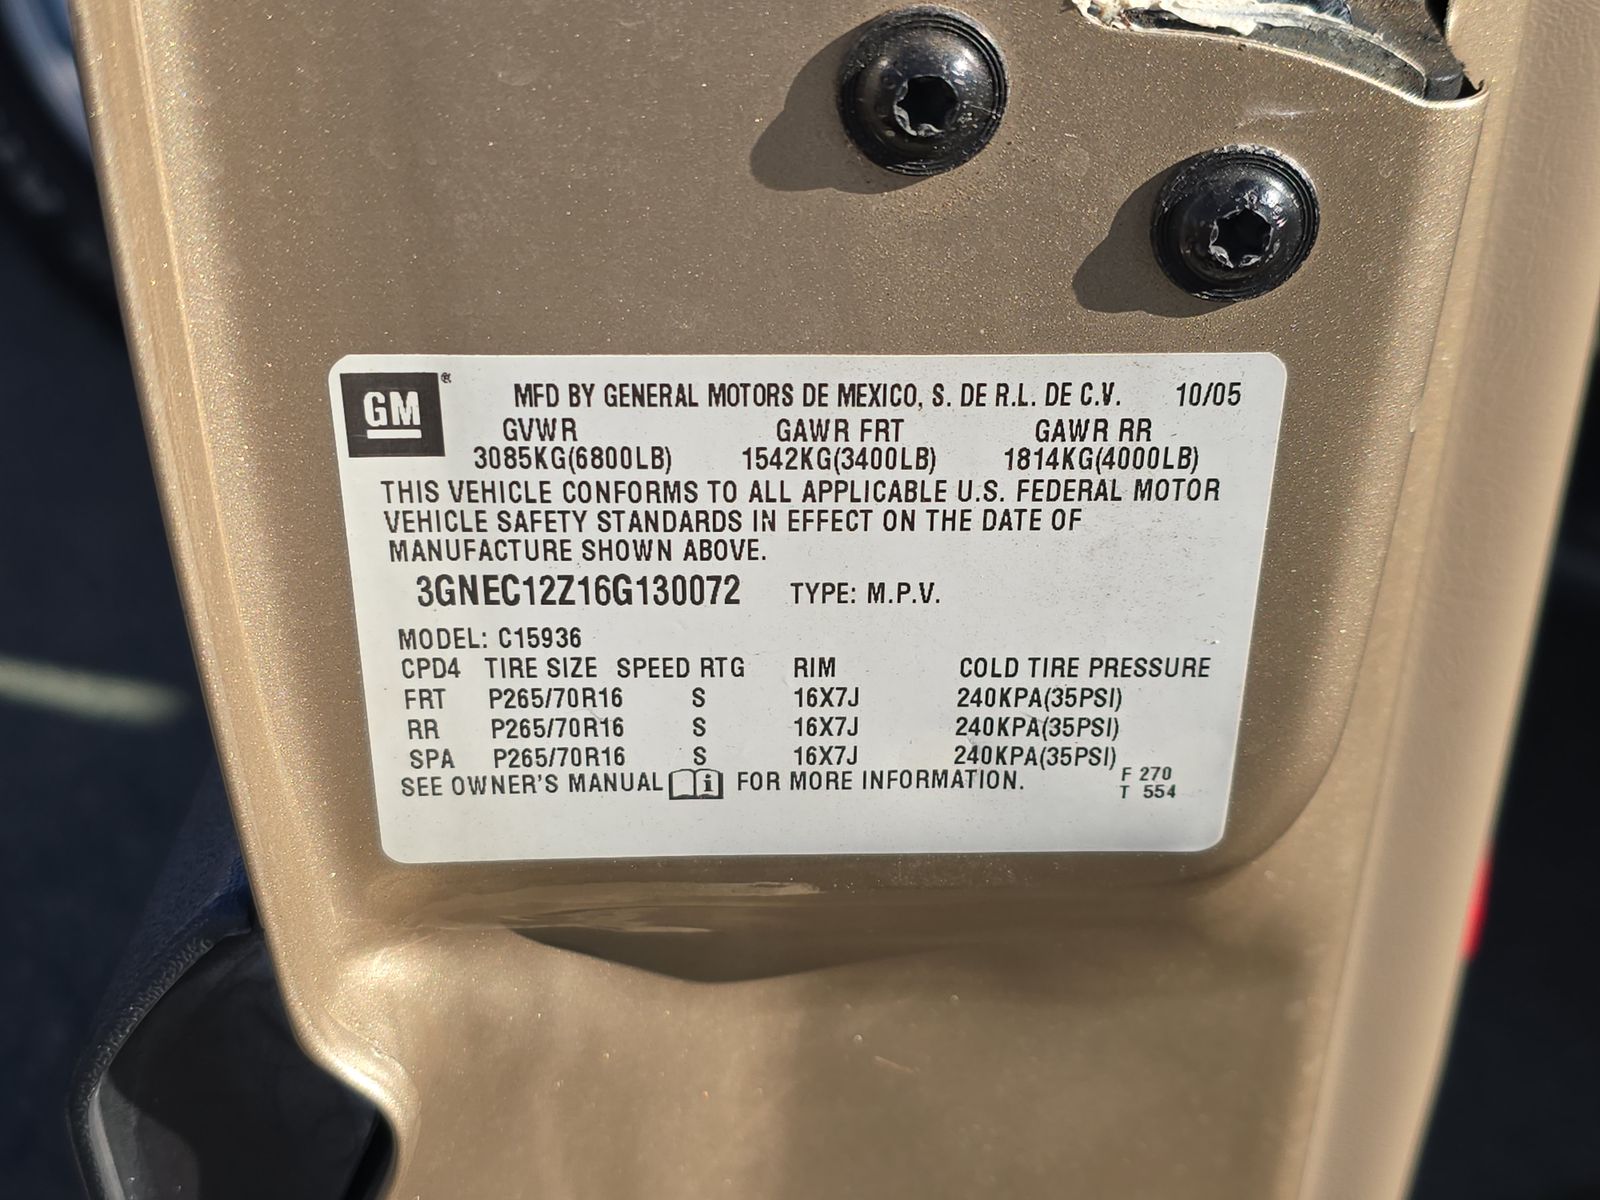 GM ® MFD BY GENERAL MOTORS DE MEXICO, S. DE R.L. DE C.V. 10/05
GVWR GAWR FRT GAWR RR
3085KG(6800LB) 1542KG(3400LB) 1814KG(4000LB)
THIS VEHICLE CONFORMS TO ALL APPLICABLE U.S. FEDERAL MOTOR
VEHICLE SAFETY STANDARDS IN EFFECT ON THE DATE OF
MANUFACTURE SHOWN ABOVE.
3GNEC12Z16G130072 TYPE: M.P.V.
MODEL: C15936
CPD4 TIRE SIZE SPEED RTG RIM COLD TIRE PRESSURE
FRT P265/70R16 S 16X7J 240KPA(35PSI)
RR P265/70R16 S 16X7J 240KPA(35PSI)
SPA P265/70R16 S 16X7J 240KPA(35PSI)
SEE OWNER'S MANUAL i FOR MORE INFORMATION. F 270
T 554